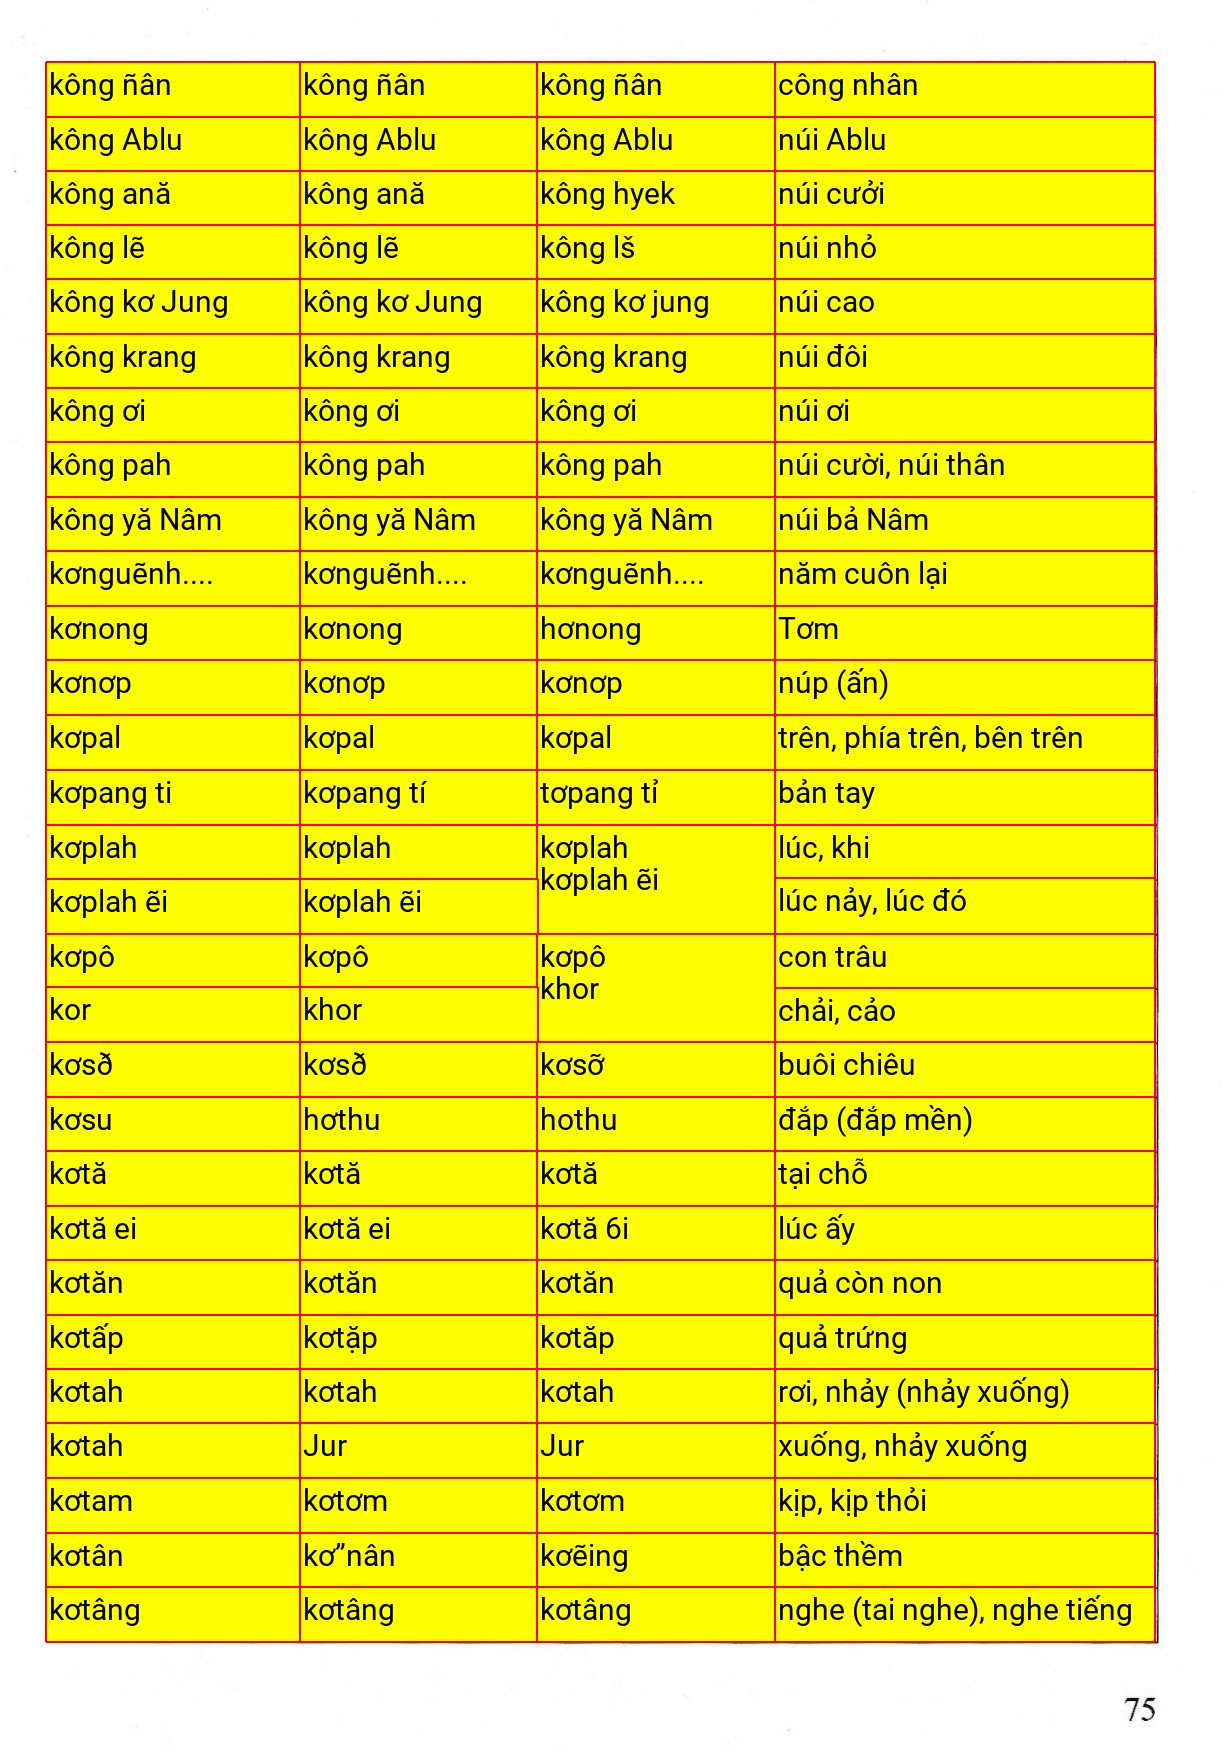 kông ñân kông ñân kông ñân công nhân
kông Ablu kông Ablu kông Ablu núi Ablu
kông ană kông ană kông hyek núi cưởi
kông lẽ kông lẽ kông lš núi nhỏ
kông kơ Jung kông kơ Jung kông kơ jung núi cao
kông krang kông krang kông krang núi đôi
kông ơi kông ơi kông ơi núi ơi
kông pah kông pah kông pah núi cười, núi thân
kông yă Nâm kông yă Nâm kông yă Nâm núi bả Nâm
kơnguẽnh.... kơnguẽnh.... kơnguẽnh.... năm cuôn lại
kơnong kơnong hơnong Tơm
kơnơp kơnơp kơnơp núp (ấn)
kơpal kơpal kơpal trên, phía trên, bên trên
kơpang ti kơpang tí tơpang tỉ bản tay
kơplah kơplah kơplah lúc, khi
kơplah ẽi kơplah ẽi kơplah ẽi lúc nảy, lúc đó
kơpô kơpô kơpô con trâu
kor khor khor chải, cảo
kơsð kơsð kơsỡ buôi chiêu
kơsu hơthu hothu đắp (đắp mền)
kơtă kơtă kơtă tại chỗ
kơtă ei kơtă ei kơtă 6i lúc ấy
kơtăn kơtăn kơtăn quả còn non
kơtấp kơtặp kơtăp quả trứng
kơtah kơtah kơtah rơi, nhảy (nhảy xuống)
kơtah Jur Jur xuống, nhảy xuống
kơtam kơtơm kơtơm kịp, kịp thỏi
kơtân kơ”nân kơẽing bậc thềm
kơtâng kơtâng kơtâng nghe (tai nghe), nghe tiếng
75